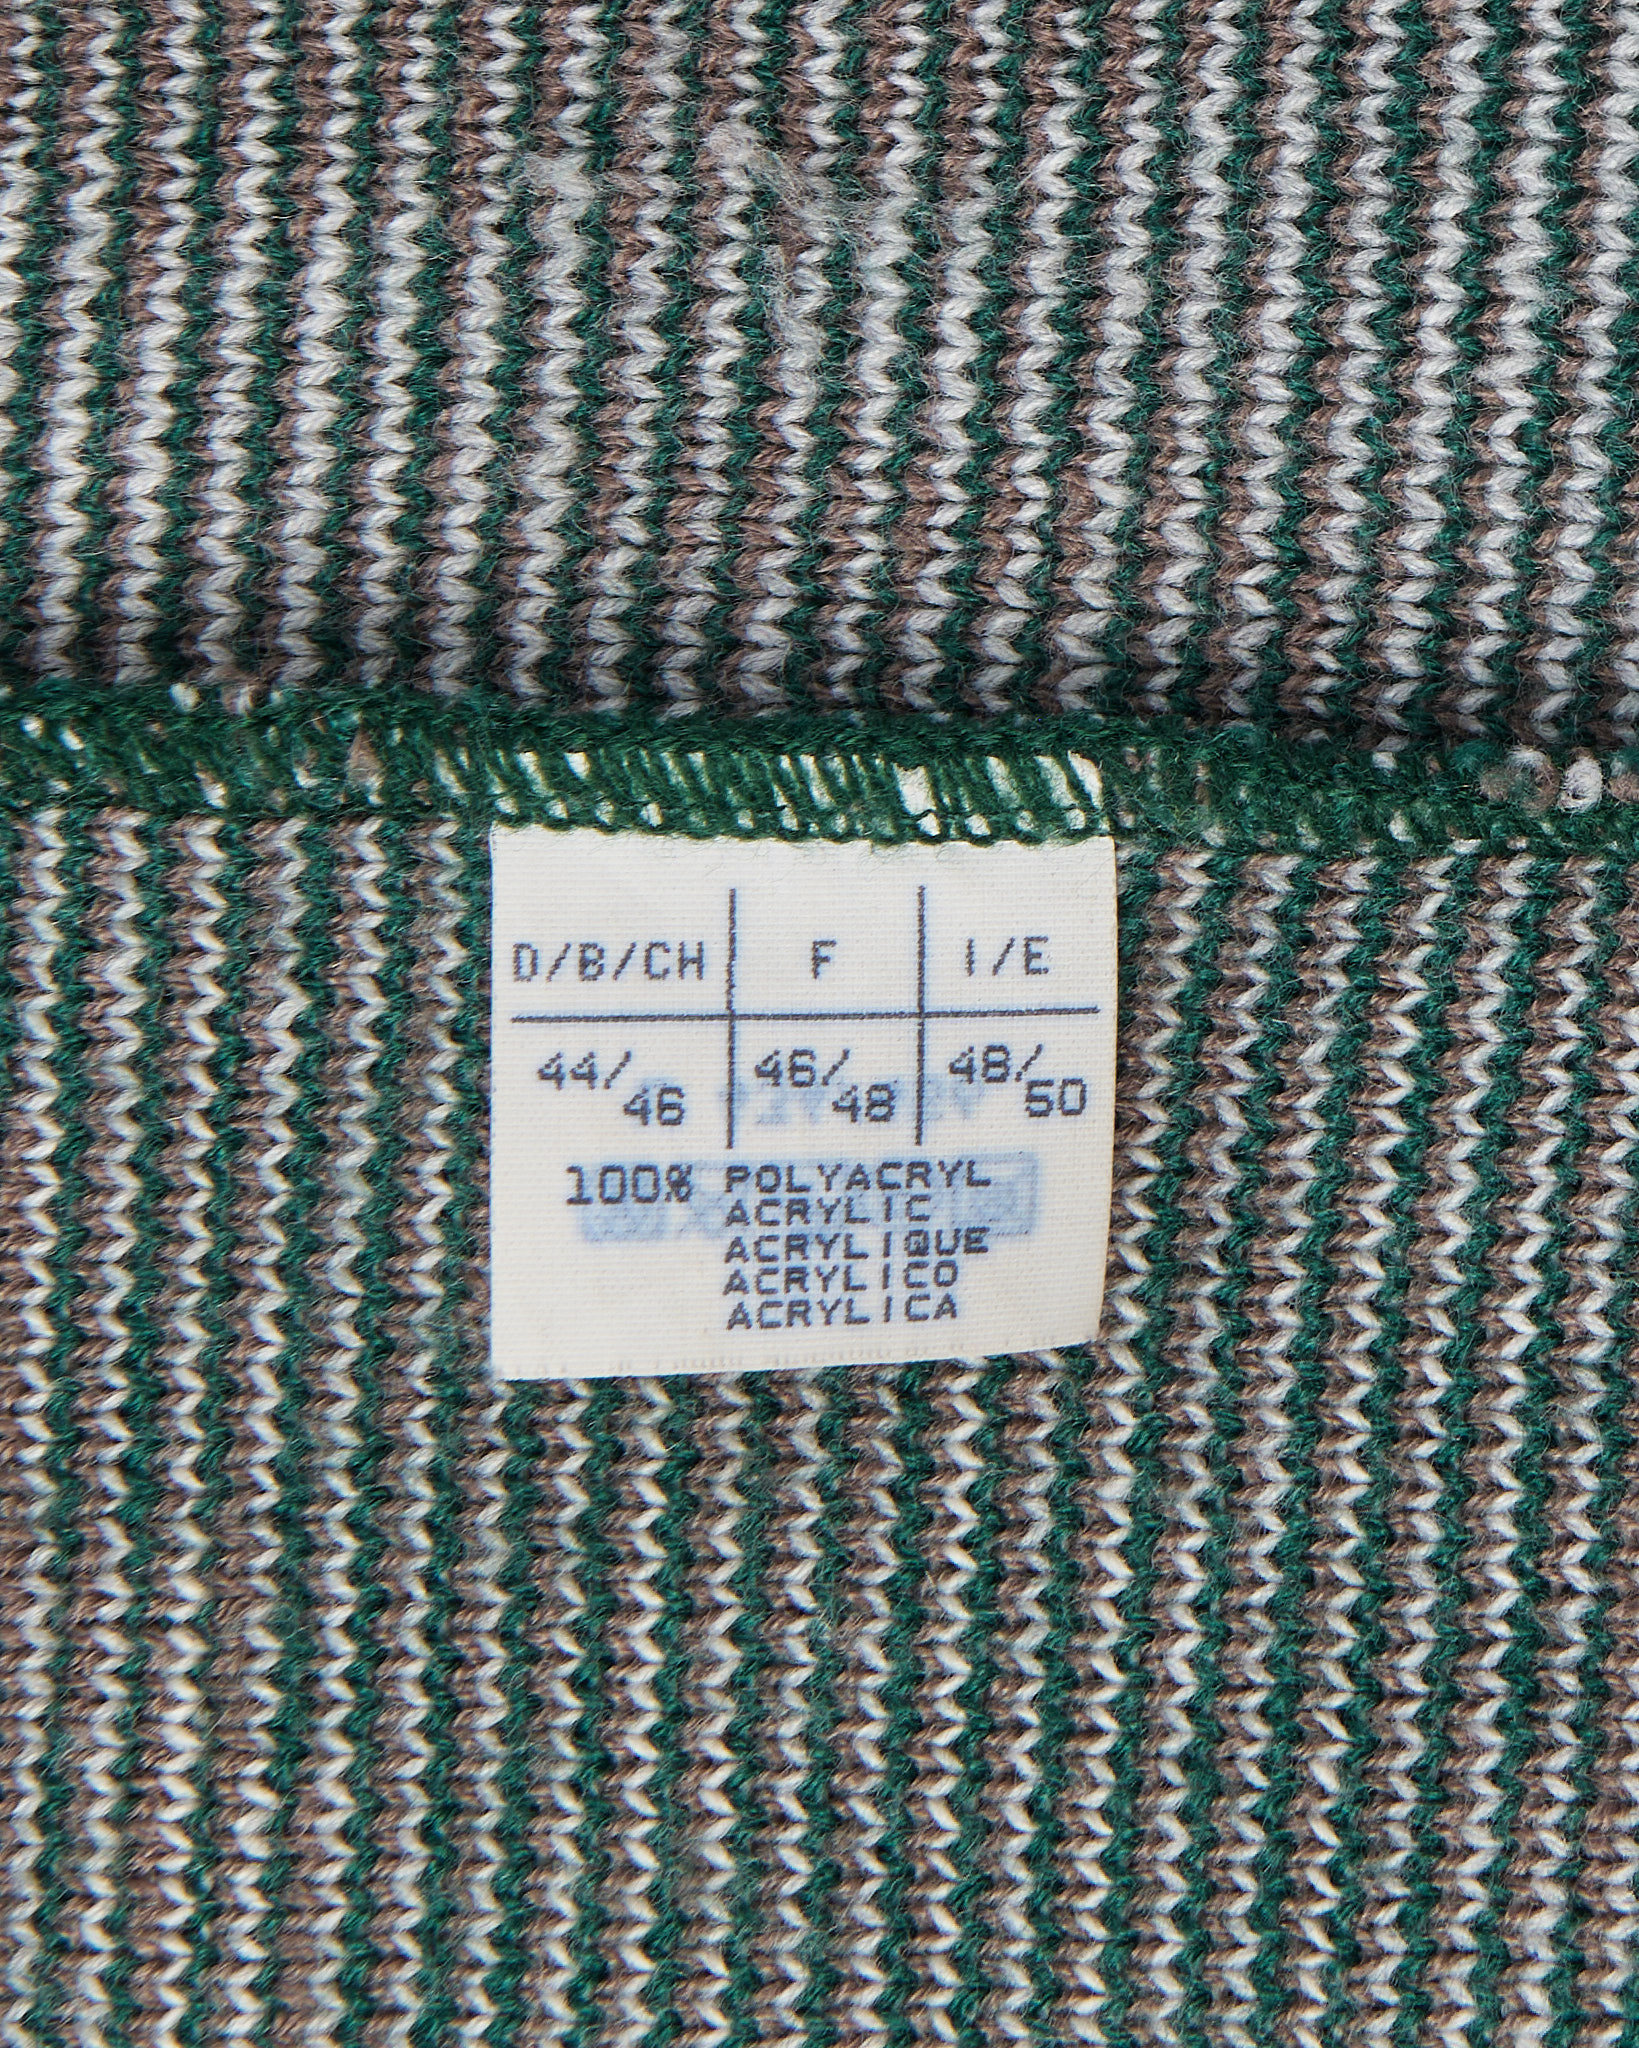 D/B/CH F I/E
44/46 46/48 48/50
100% POLYACRYL
ACRYLIC
ACRYLIQUE
ACRYLICO
ACRYLICA